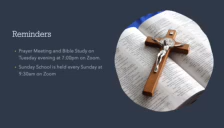 Reminders
• Prayer Meeting and Bible Study on
Tuesday evening at 7:00pm on Zoom.
• Sunday School is held every Sunday at
9:30am on Zoom